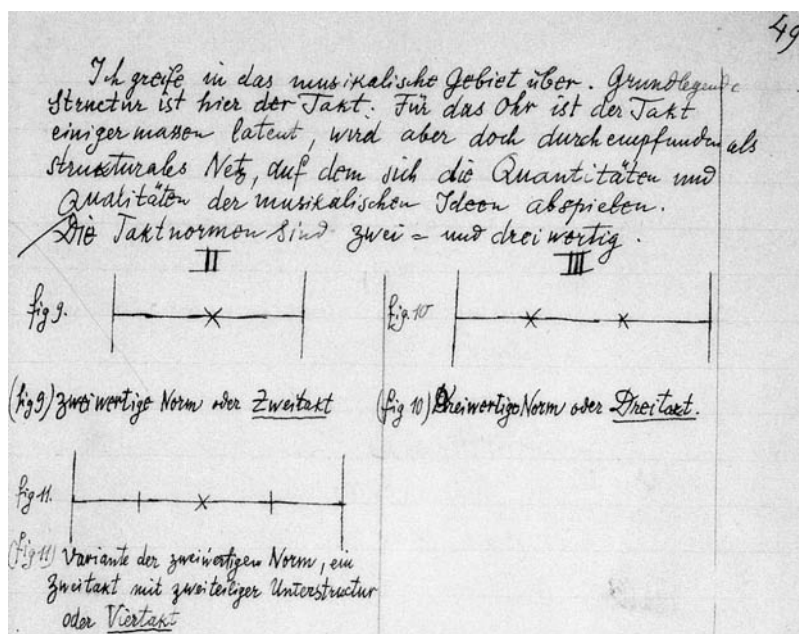 49
Ich greife in das musikalische Gebiet über. Grundlegende
Structur ist hier der Takt. Für das Ohr ist der Takt
einigermassen latent, wird aber doch durchempfunden als
strukturales Netz, auf dem sich die Quantitäten und
Qualitäten der musikalischen Ideen abspielen.
Die Taktnormen sind zwei = und dreiwertig.
II III
fig 9. fig. 10
(fig 9) zweiwertige Norm oder Zweitakt (fig 10) Dreiwertige Norm oder Dreitakt.
fig 11.
(fig 11) Variante der zweiwertigen Norm, ein
Zweitakt mit zweiteiliger Unterstructur
oder Viertakt